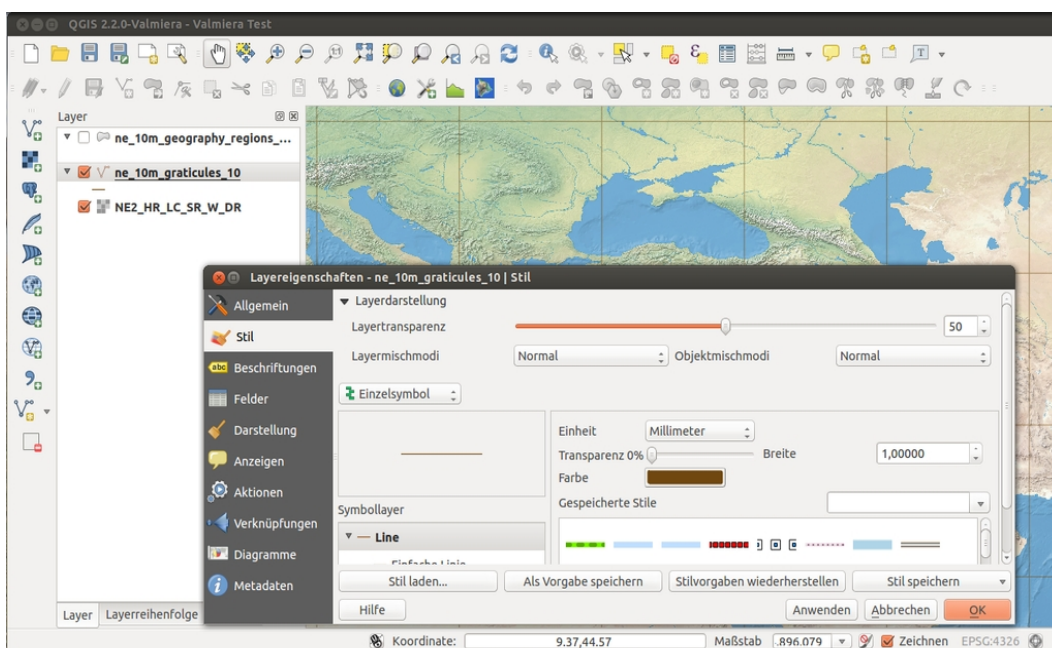 QGIS 2.2.0-Valmiera - Valmiera Test
Layer
ne_10m_geography_regions_...
ne_10m_graticules_10
NE2_HR_LC_SR_W_DR
Layereigenschaften - ne_10m_graticules_10 | Stil
Allgemein
Stil
abc Beschriftungen
Felder
Darstellung
Anzeigen
Aktionen
Verknüpfungen
Diagramme
Metadaten
Layerdarstellung
Layertransparenz 50
Layermischmodi Normal Objektmischmodi Normal
Einzelsymbol
Einheit Millimeter
Transparenz 0% Breite 1,00000
Farbe
Gespeicherte Stile
Symbollayer
Line
Einfache Linie
Stil laden... Als Vorgabe speichern Stilvorgaben wiederherstellen Stil speichern
Hilfe Anwenden Abbrechen OK
Layer Layerreihenfolge
Koordinate: 9.37,44.57 Maßstab .896.079 Zeichnen EPSG:4326